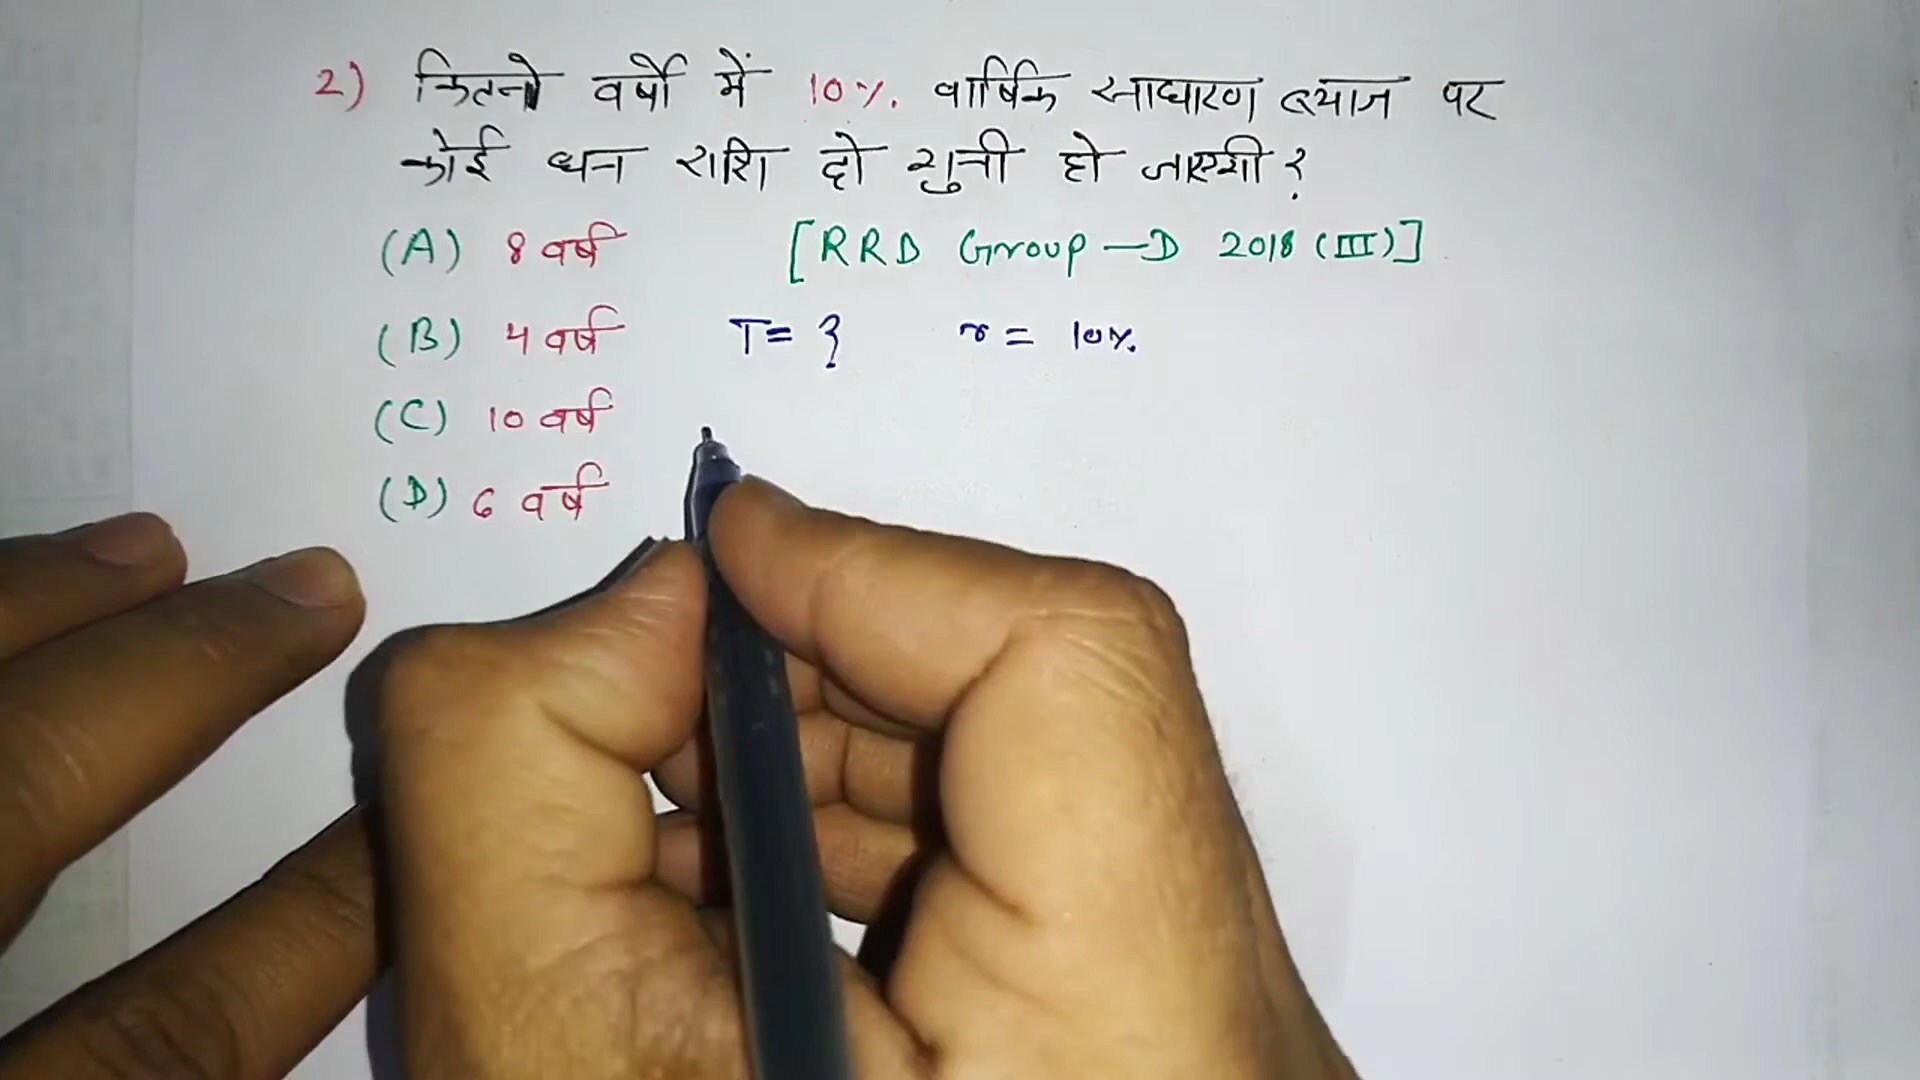 2) कितने वर्षो में 10%. वार्षिक साधारण ब्याज पर
कोई धन राशि दो गुनी हो जाएगी ?
(A) 8 वर्ष [RRB Group-D 2018 (III)]
(B) 4 वर्ष T= ? r = 10%.
(C) 10 वर्ष
(D) 6 वर्ष